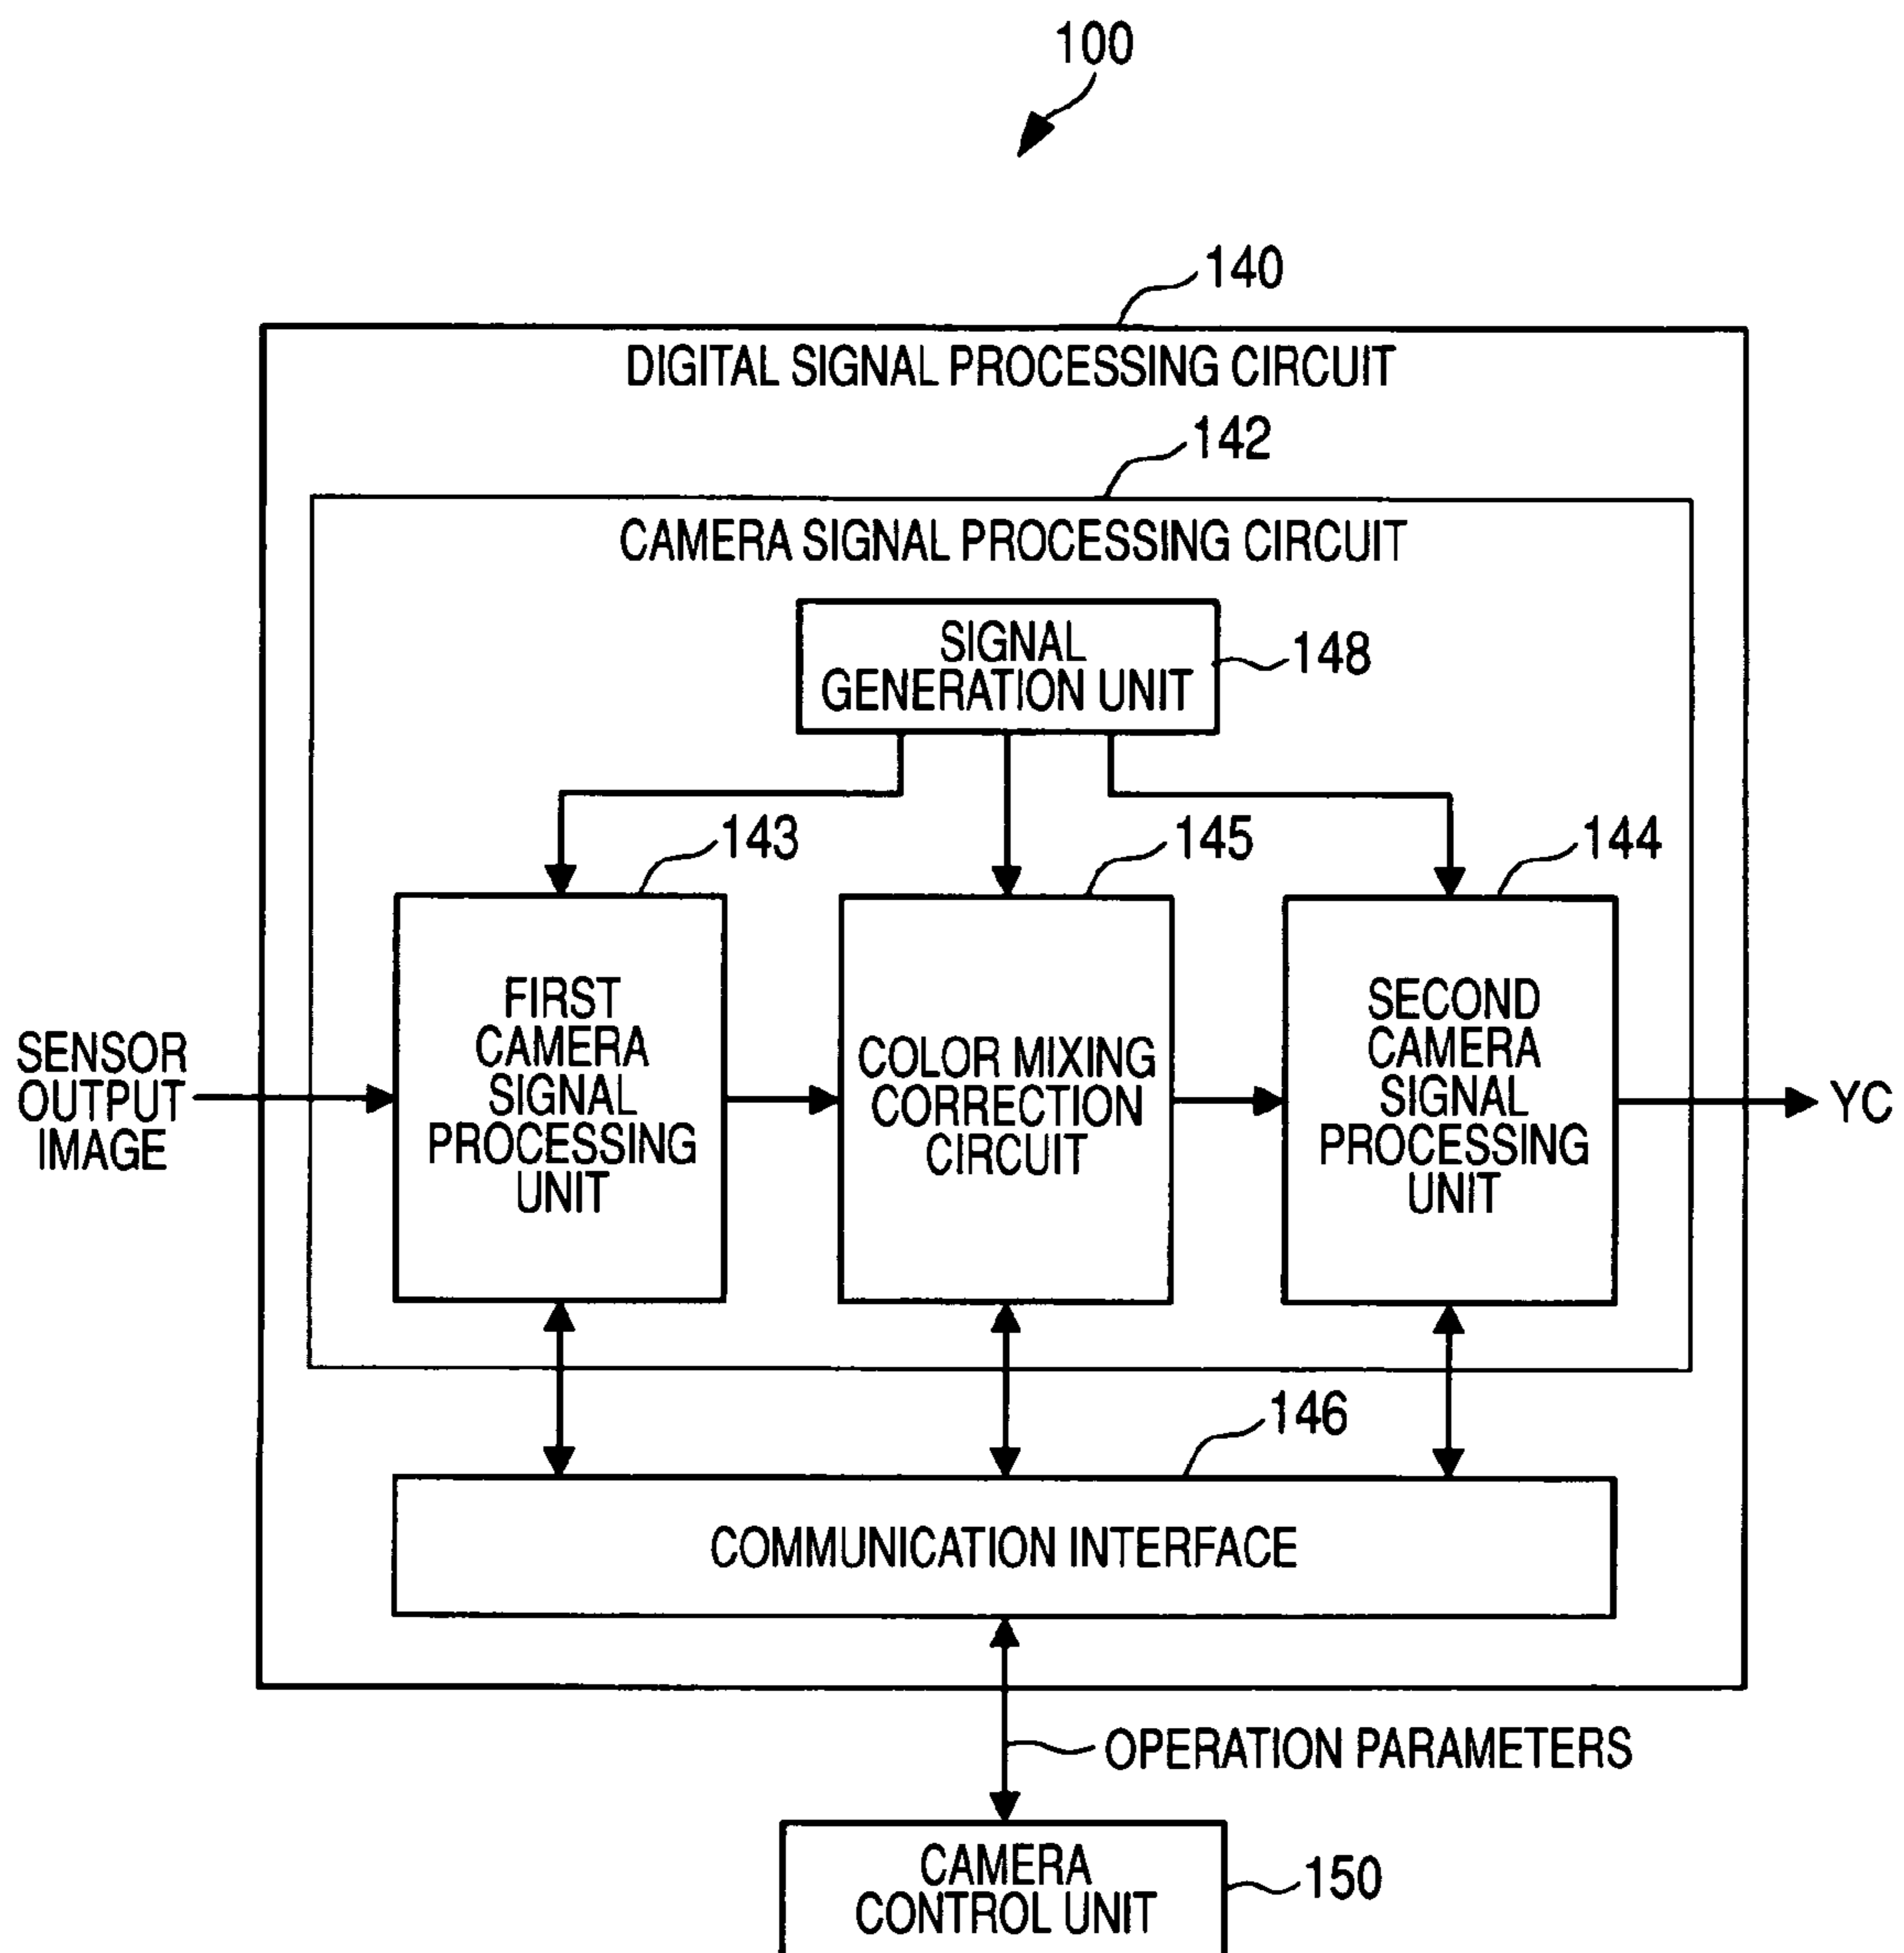 100
140
DIGITAL SIGNAL PROCESSING CIRCUIT
142
CAMERA SIGNAL PROCESSING CIRCUIT
SIGNAL
GENERATION UNIT
148
143
145
144
SENSOR
OUTPUT
IMAGE
FIRST
CAMERA
SIGNAL
PROCESSING
UNIT
COLOR MIXING
CORRECTION
CIRCUIT
SECOND
CAMERA
SIGNAL
PROCESSING
UNIT
YC
146
COMMUNICATION INTERFACE
OPERATION PARAMETERS
CAMERA
CONTROL UNIT
150